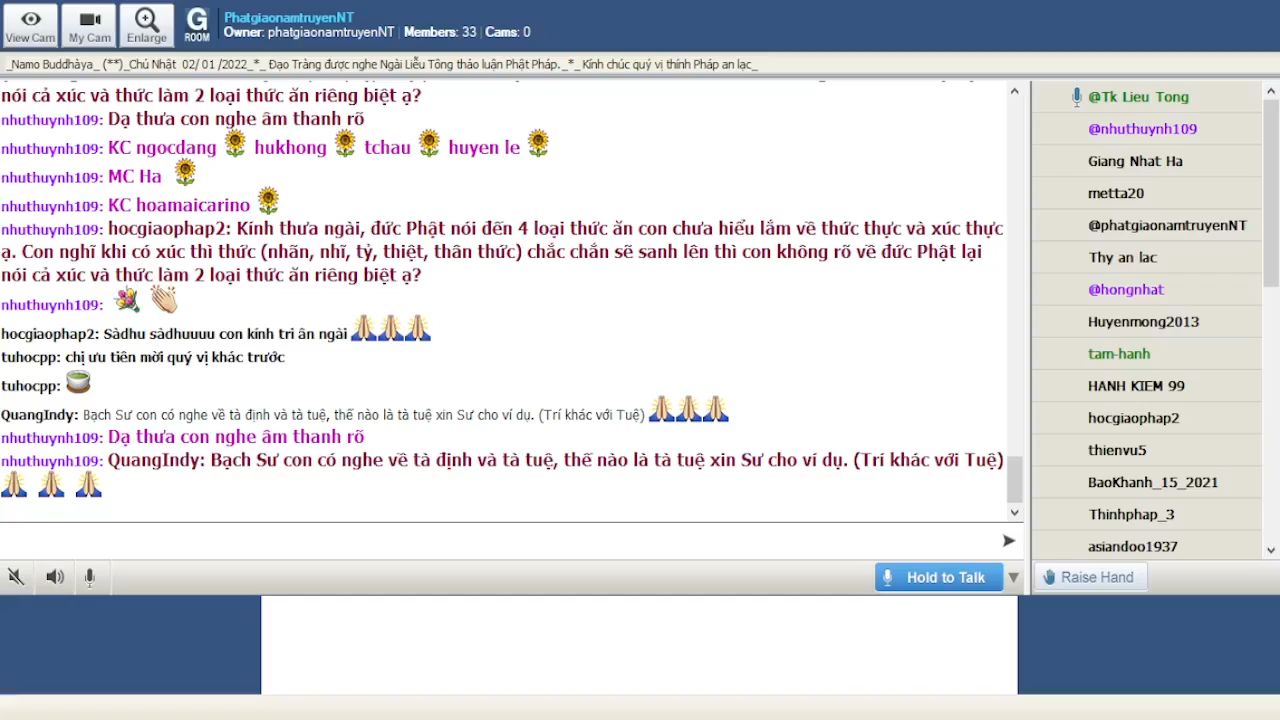 View Cam
My Cam
Enlarge
G
ROOM
PhatgiaonamtruyenNT
Owner: phatgiaonamtruyenNT | Members: 33 | Cams: 0
_Namo Buddhàya_ (**)_Chủ Nhật 02/ 01 /2022_*_ Đạo Tràng được nghe Ngài Liễu Tông thảo luận Phật Pháp._*_Kính chúc quý vị thính Pháp an lạc_
nói cả xúc và thức làm 2 loại thức ăn riêng biệt ạ?
nhuthuynh109: Dạ thưa con nghe âm thanh rõ
nhuthuynh109: KC ngocdang 🌻 hukhong 🌻 tchau 🌻 huyen le 🌻
nhuthuynh109: MC Ha 🌻
nhuthuynh109: KC hoamaicarino 🌻
nhuthuynh109: hocgiaophap2: Kính thưa ngài, đức Phật nói đến 4 loại thức ăn con chưa hiểu lắm về thức thực và xúc thực
ạ. Con nghĩ khi có xúc thì thức (nhãn, nhĩ, tỷ, thiệt, thân thức) chắc chắn sẽ sanh lên thì con không rõ về đức Phật lại
nói cả xúc và thức làm 2 loại thức ăn riêng biệt ạ?
nhuthuynh109: 💐 👏
hocgiaophap2: Sàdhu sàdhuuuu con kính tri ân ngài 🙏🙏🙏
tuhocpp: chị ưu tiên mời quý vị khác trước
tuhocpp: 🍵
QuangIndy: Bạch Sư con có nghe về tà định và tà tuệ, thế nào là tà tuệ xin Sư cho ví dụ. (Trí khác với Tuệ) 🙏🙏🙏
nhuthuynh109: Dạ thưa con nghe âm thanh rõ
nhuthuynh109: QuangIndy: Bạch Sư con có nghe về tà định và tà tuệ, thế nào là tà tuệ xin Sư cho ví dụ. (Trí khác với Tuệ)
🙏 🙏 🙏
Hold to Talk
@Tk Lieu Tong
@nhuthuynh109
Giang Nhat Ha
metta20
@phatgiaonamtruyenNT
Thy an lac
@hongnhat
Huyenmong2013
tam-hanh
HANH KIEM 99
hocgiaophap2
thienvu5
BaoKhanh_15_2021
Thinhphap_3
asiandoo1937
Raise Hand